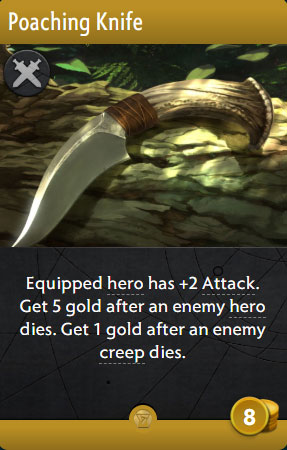 Poaching Knife
Equipped hero has +2 Attack.
Get 5 gold after an enemy hero
dies. Get 1 gold after an enemy
creep dies.
8